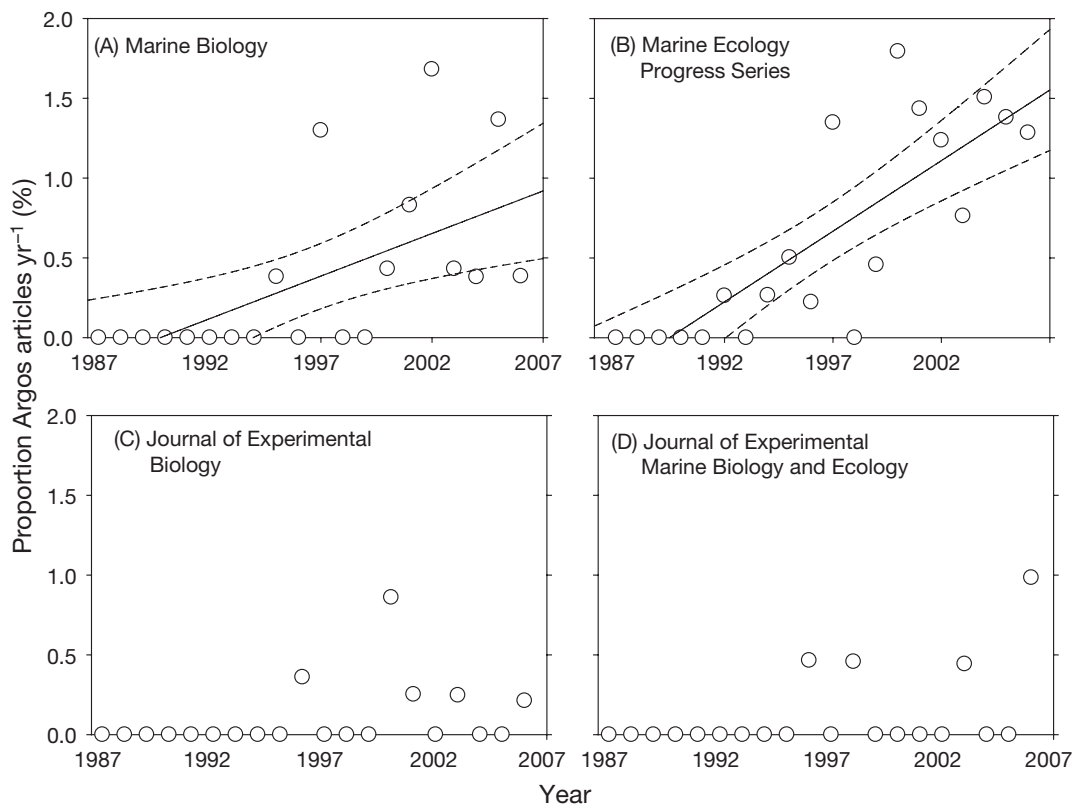 Proportion Argos articles yr⁻¹ (%)
(A) Marine Biology
2.0
1.5
1.0
0.5
0.0
1987 1992 1997 2002 2007
(B) Marine Ecology
Progress Series
1987 1992 1997 2002
(C) Journal of Experimental
Biology
2.0
1.5
1.0
0.5
0.0
1987 1992 1997 2002 2007
(D) Journal of Experimental
Marine Biology and Ecology
1987 1992 1997 2002 2007
Year